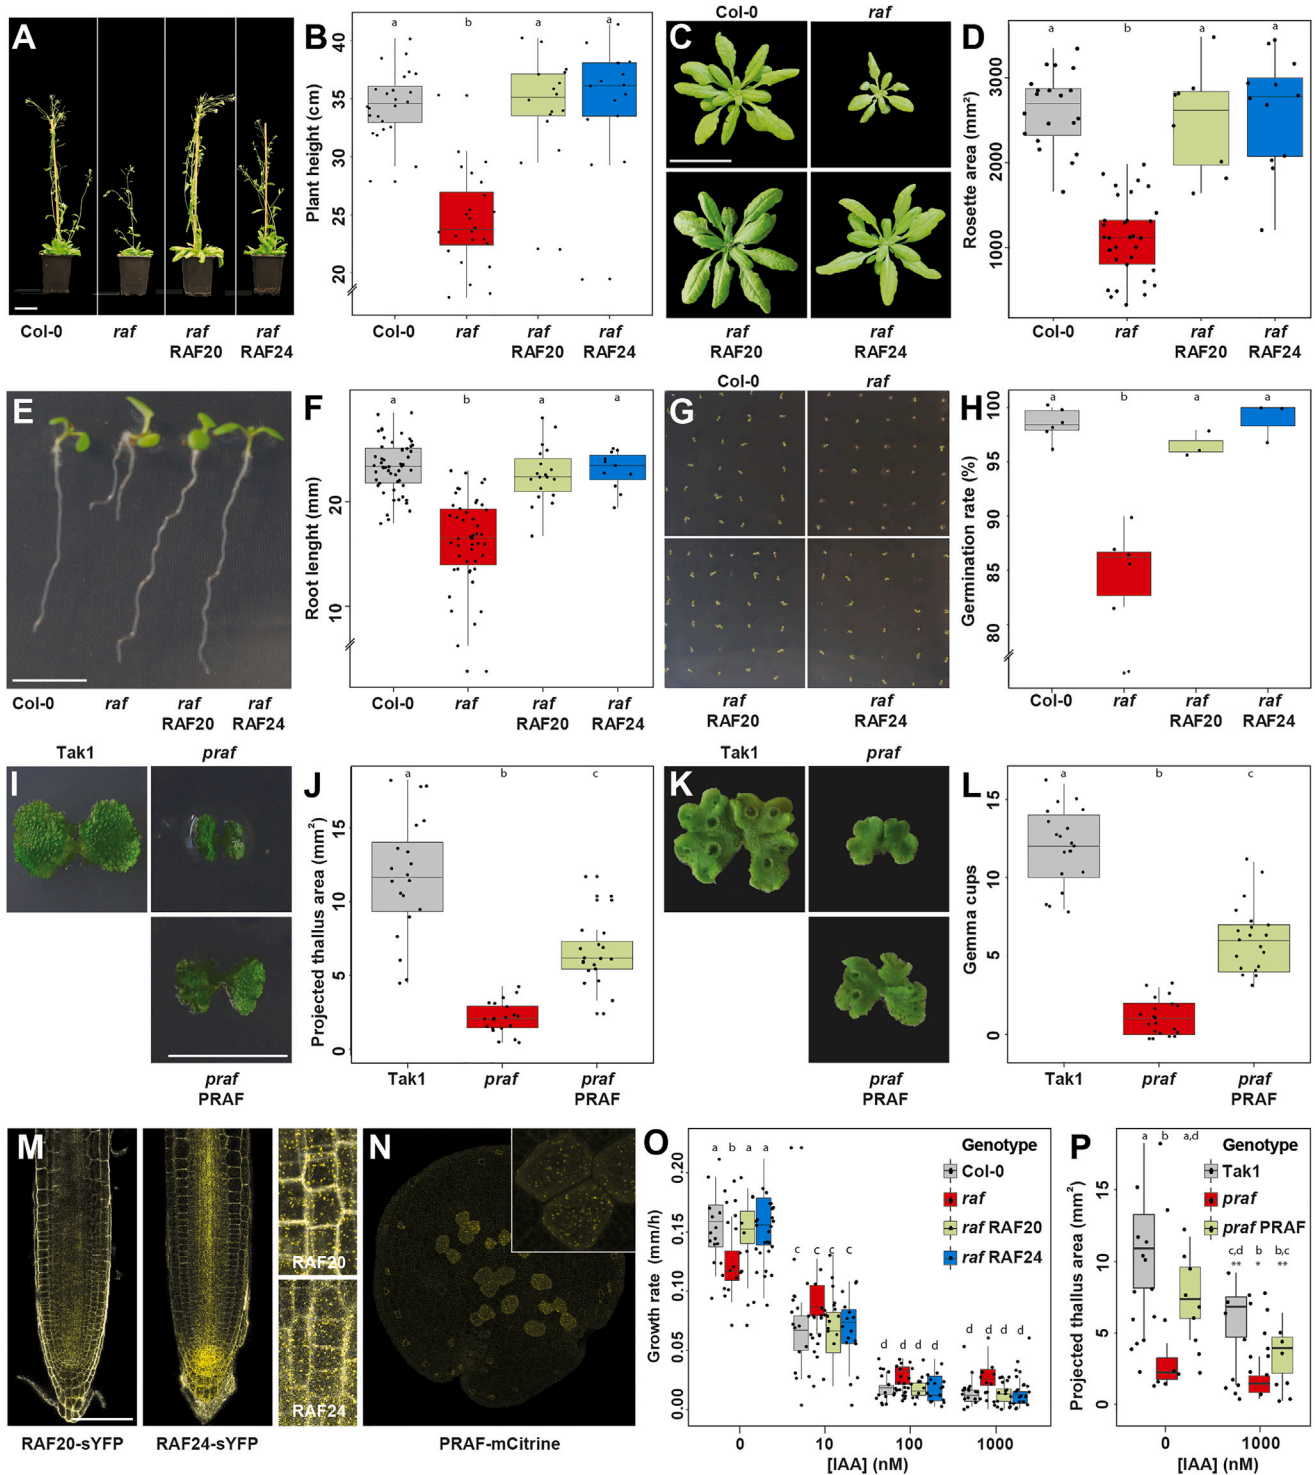 A
Col-0
raf
raf
RAF20
raf
RAF24
B
Plant height (cm)
40
35
30
25
20
a
b
a
a
Col-0
raf
raf
RAF20
raf
RAF24
C
Col-0
raf
raf
RAF20
raf
RAF24
D
Rosette area (mm²)
3000
2000
1000
a
b
a
a
Col-0
raf
raf
RAF20
raf
RAF24
E
Col-0
raf
raf
RAF20
raf
RAF24
F
Root lenght (mm)
20
10
a
b
a
a
Col-0
raf
raf
RAF20
raf
RAF24
G
Col-0
raf
raf
RAF20
raf
RAF24
H
Germination rate (%)
100
95
90
85
80
a
b
a
a
Col-0
raf
raf
RAF20
raf
RAF24
I
Tak1
praf
praf
PRAF
J
Projected thallus area (mm²)
15
10
5
0
a
b
c
Tak1
praf
praf
PRAF
K
Tak1
praf
praf
PRAF
L
Gemma cups
15
10
5
0
a
b
c
Tak1
praf
praf
PRAF
M
RAF20
RAF24
RAF20-sYFP
RAF24-sYFP
N
PRAF-mCitrine
O
Growth rate (mm/h)
0.20
0.15
0.10
0.05
0.00
a b a a
c c c c
d d d d
d d d d
Genotype
Col-0
raf
raf RAF20
raf RAF24
0
10
100
1000
[IAA] (nM)
P
Projected thallus area (mm²)
15
10
5
0
a
b
a,d
Genotype
Tak1
praf
praf PRAF
c,d
b
b,c
**
*
**
0
1000
[IAA] (nM)